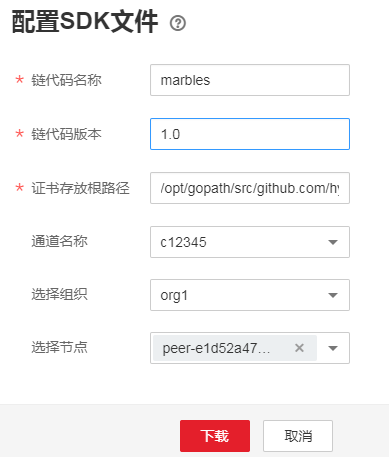 配置SDK文件 ?
* 链代码名称 marbles
* 链代码版本 1.0
* 证书存放根路径 /opt/gopath/src/github.com/hy
通道名称 c12345
选择组织 org1
选择节点 peer-e1d52a47... ×
下载 取消